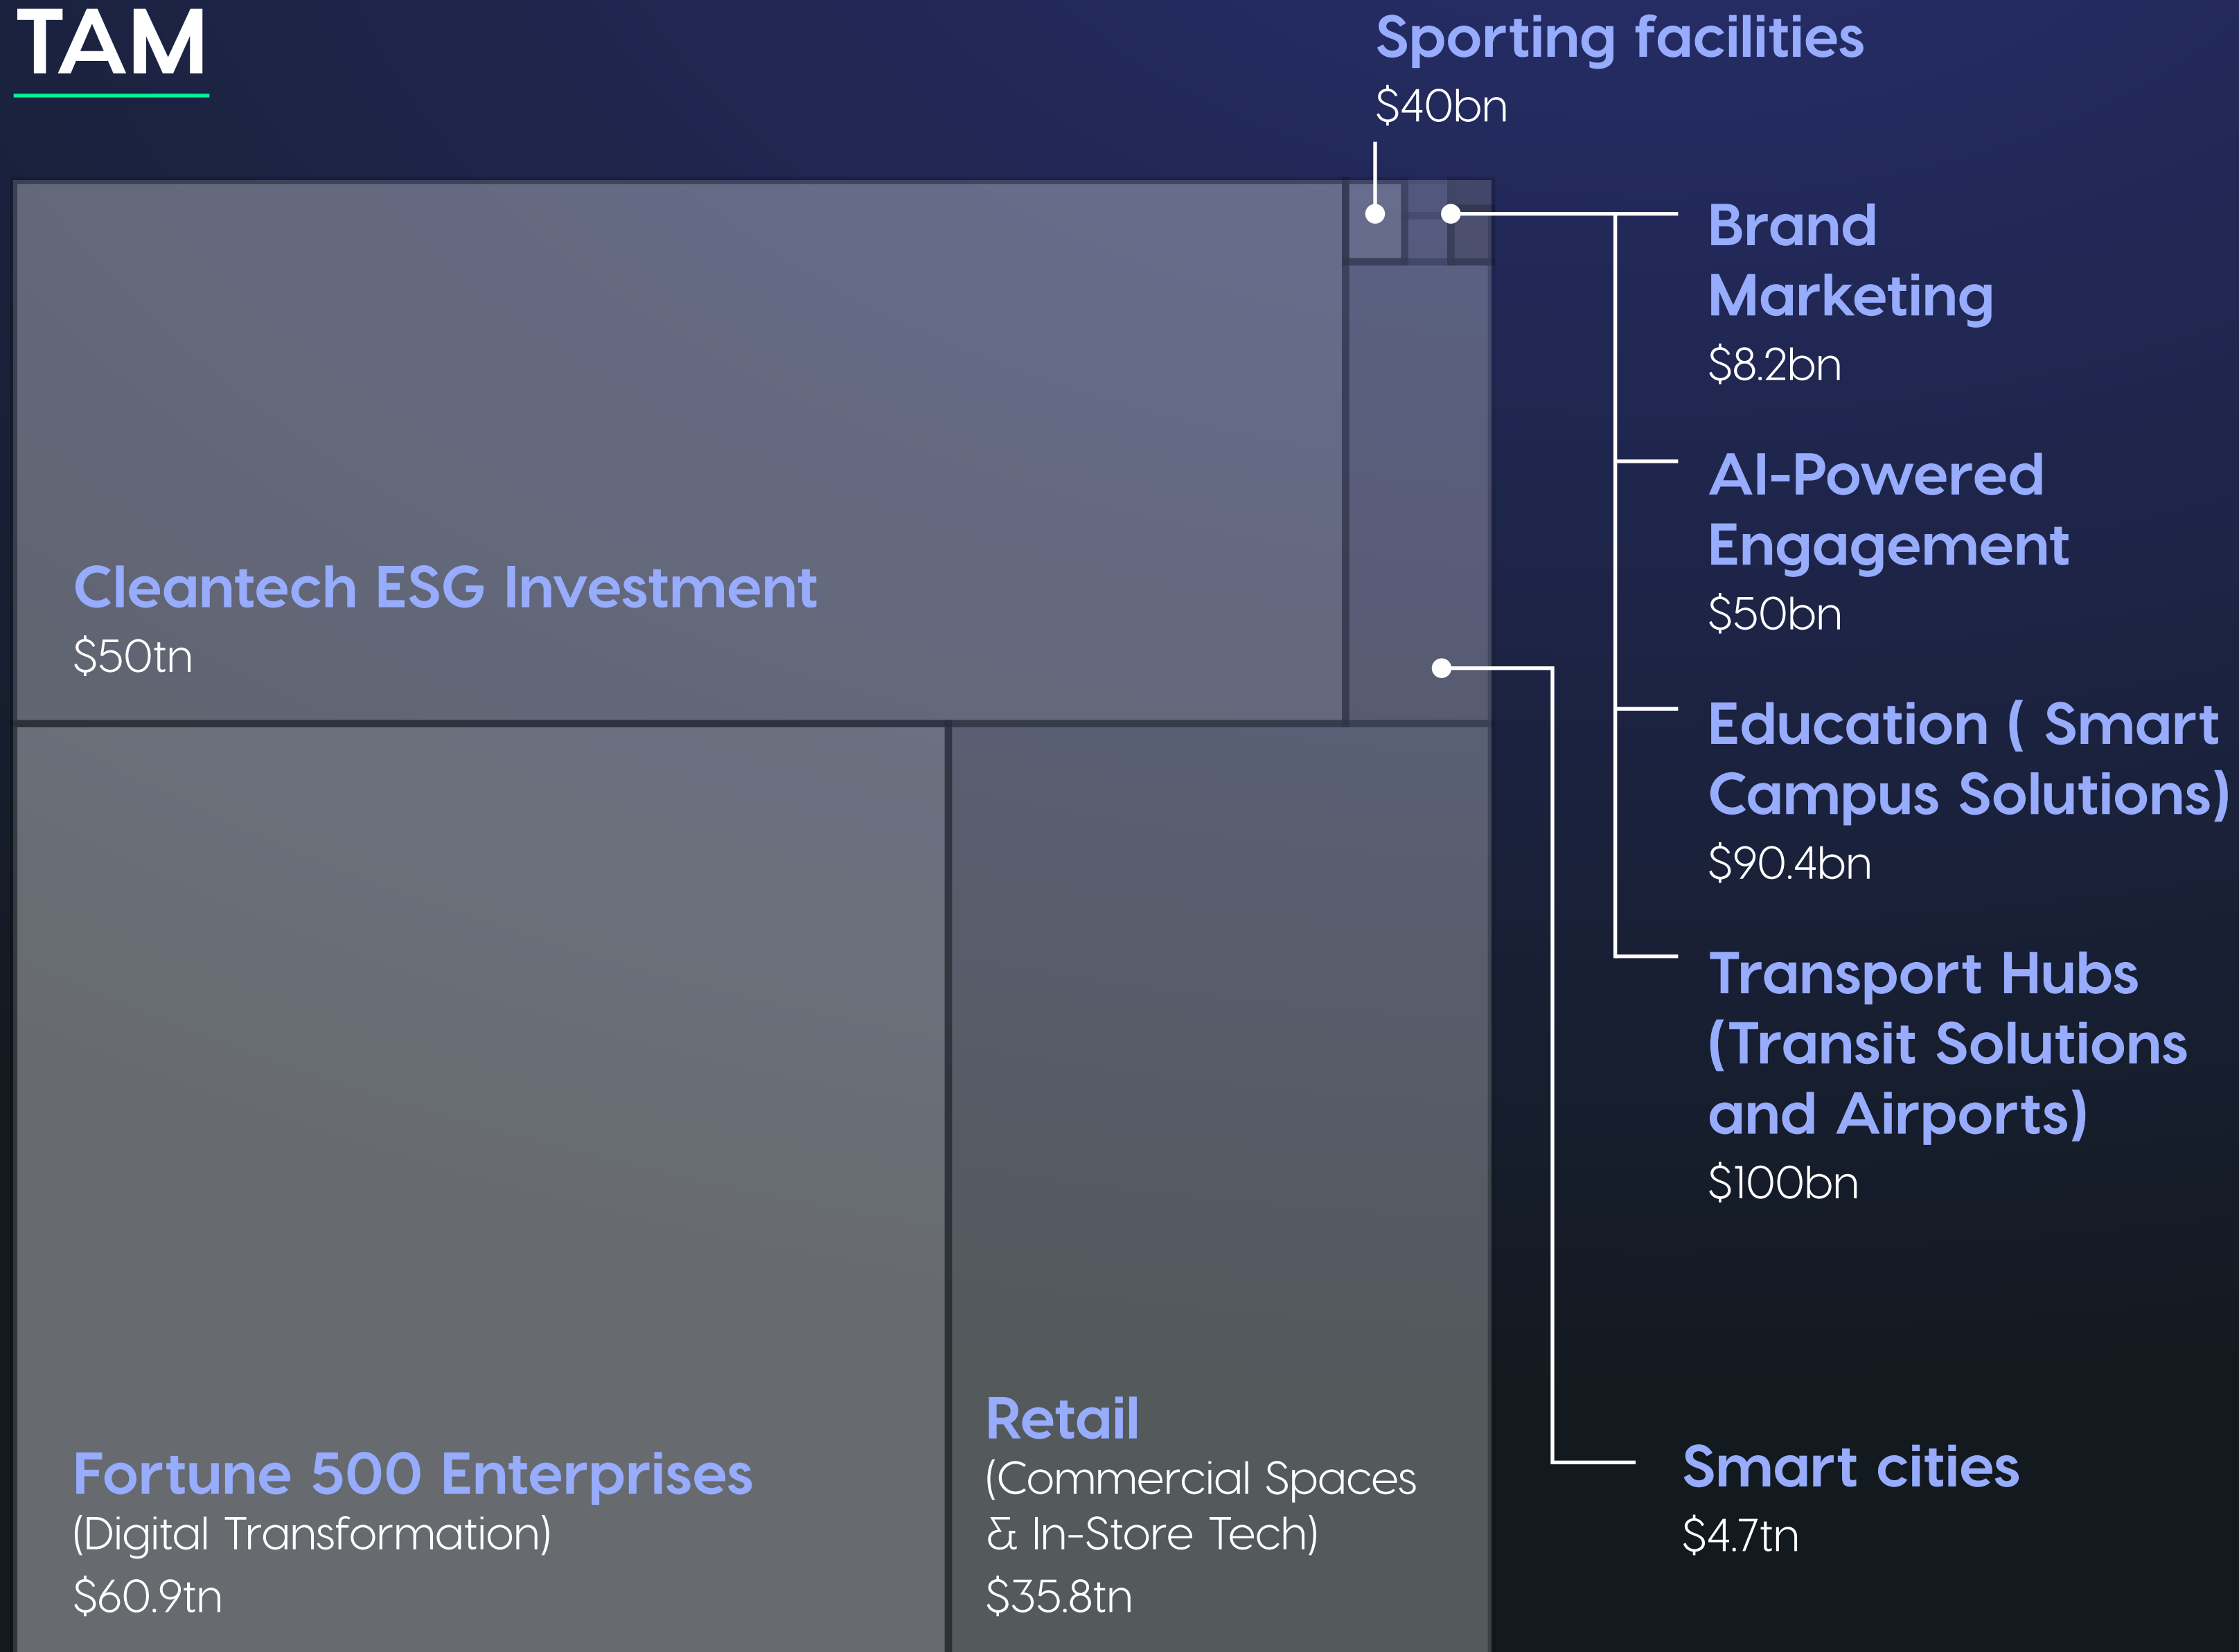 TAM
Sporting facilities
$40bn
Brand
Marketing
$8.2bn
AI-Powered
Engagement
$50bn
Education ( Smart
Campus Solutions)
$90.4bn
Transport Hubs
(Transit Solutions
and Airports)
$100bn
Smart cities
$4.7tn
Cleantech ESG Investment
$50tn
Fortune 500 Enterprises
(Digital Transformation)
$60.9tn
Retail
(Commercial Spaces
& In-Store Tech)
$35.8tn